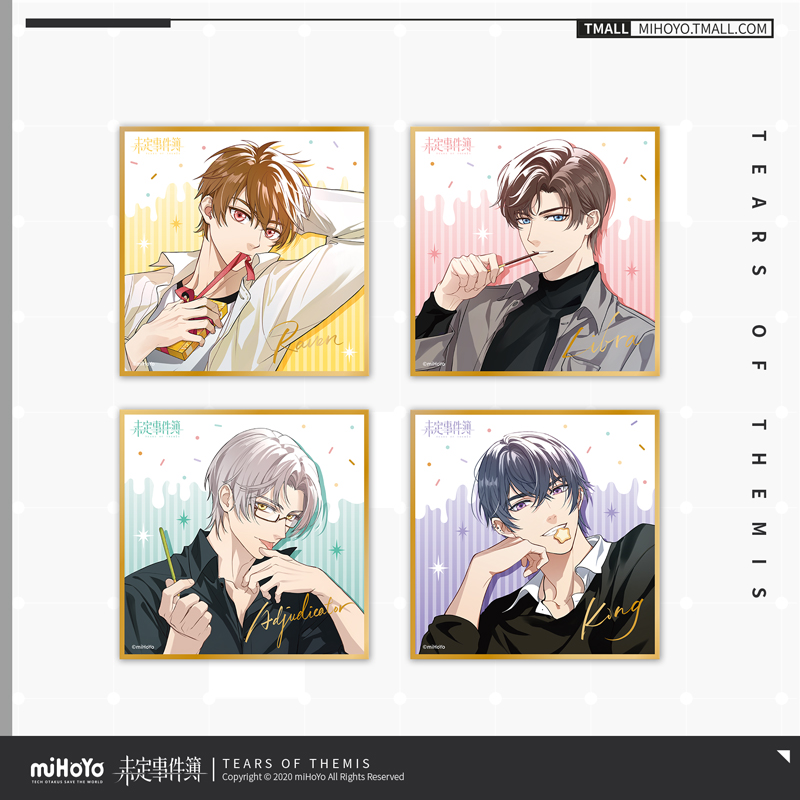 TMALL MIHOYO.TMALL.COM
未定事件簿
Raven
©miHoYo
未定事件簿
Libra
©miHoYo
未定事件簿
Adjudicator
©miHoYo
未定事件簿
King
©miHoYo
TEARS OF THEMIS
miHoYo
TECH OTAKUS SAVE THE WORLD
未定事件簿
TEARS OF THEMIS
Copyright © 2020 miHoYo All Rights Reserved